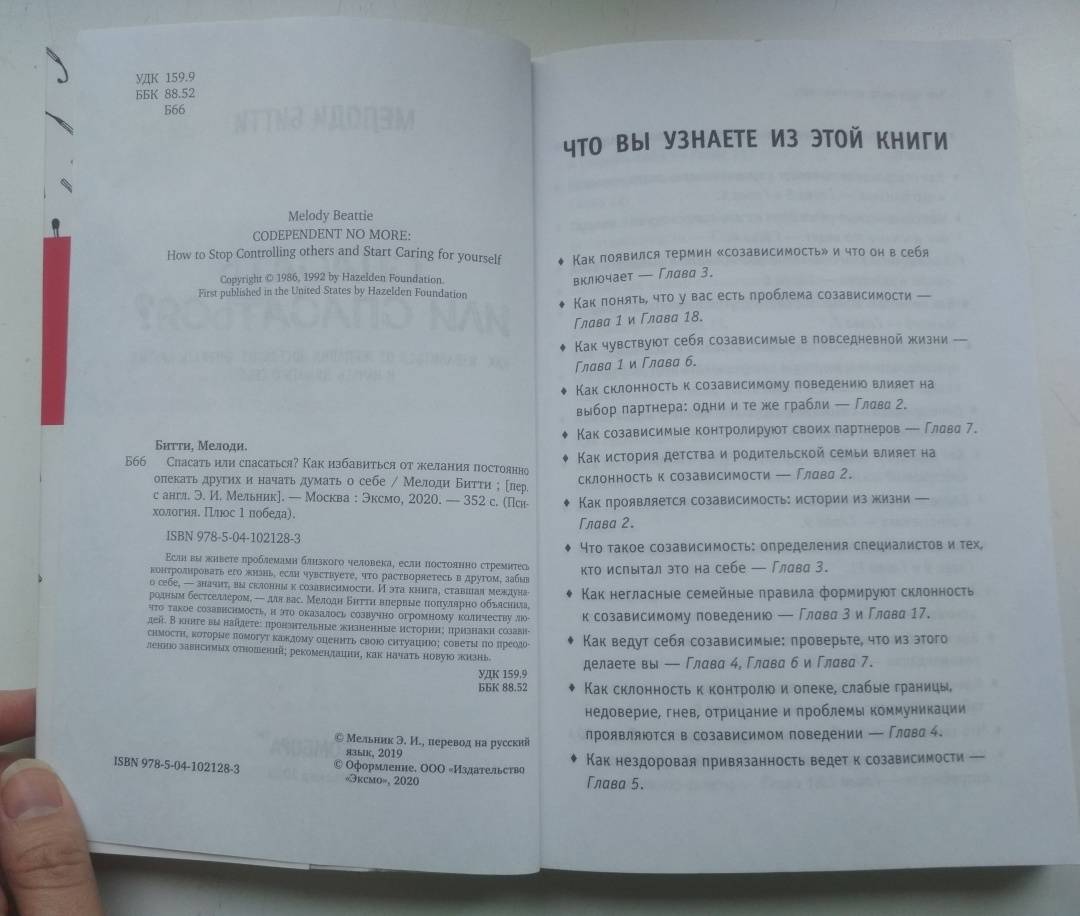 УДК 159.9
ББК 88.52
Б66
Melody Beattie
CODEPENDENT NO MORE:
How to Stop Controlling others and Start Caring for yourself
Copyright © 1986, 1992 by Hazelden Foundation.
First published in the United States by Hazelden Foundation
Битти, Мелоди.
Б66 Спасать или спасаться? Как избавиться от желания постоянно
опекать других и начать думать о себе / Мелоди Битти ; [пер.
с англ. Э. И. Мельник]. — Москва : Эксмо, 2020. — 352 с. (Пси-
хология. Плюс 1 победа).
ISBN 978-5-04-102128-3
Если вы живете проблемами близкого человека, если постоянно стремитесь
контролировать его жизнь, если чувствуете, что растворяетесь в другом, забыв
о себе, — значит, вы склонны к созависимости. И эта книга, ставшая междуна-
родным бестселлером, — для вас. Мелоди Битти впервые популярно объяснила,
что такое созависимость, и это оказалось созвучно огромному количеству лю-
дей. В книге вы найдете: пронзительные жизненные истории; признаки созави-
симости, которые помогут каждому оценить свою ситуацию; советы по преодо-
лению зависимых отношений; рекомендации, как начать новую жизнь.
УДК 159.9
ББК 88.52
© Мельник Э. И., перевод на русский
язык, 2019
© Оформление. ООО «Издательство
«Эксмо», 2020
ISBN 978-5-04-102128-3
ЧТО ВЫ УЗНАЕТЕ ИЗ ЭТОЙ КНИГИ
♦ Как появился термин «созависимость» и что он в себя
включает — Глава 3.
♦ Как понять, что у вас есть проблема созависимости —
Глава 1 и Глава 18.
♦ Как чувствуют себя созависимые в повседневной жизни —
Глава 1 и Глава 6.
♦ Как склонность к созависимому поведению влияет на
выбор партнера: одни и те же грабли — Глава 2.
♦ Как созависимые контролируют своих партнеров — Глава 7.
♦ Как история детства и родительской семьи влияет на
склонность к созависимости — Глава 2.
♦ Как проявляется созависимость: истории из жизни —
Глава 2.
♦ Что такое созависимость: определения специалистов и тех,
кто испытал это на себе — Глава 3.
♦ Как негласные семейные правила формируют склонность
к созависимому поведению — Глава 3 и Глава 17.
♦ Как ведут себя созависимые: проверьте, что из этого
делаете вы — Глава 4, Глава 6 и Глава 7.
♦ Как склонность к контролю и опеке, слабые границы,
недоверие, гнев, отрицание и проблемы коммуникации
проявляются в созависимом поведении — Глава 4.
♦ Как нездоровая привязанность ведет к созависимости —
Глава 5.